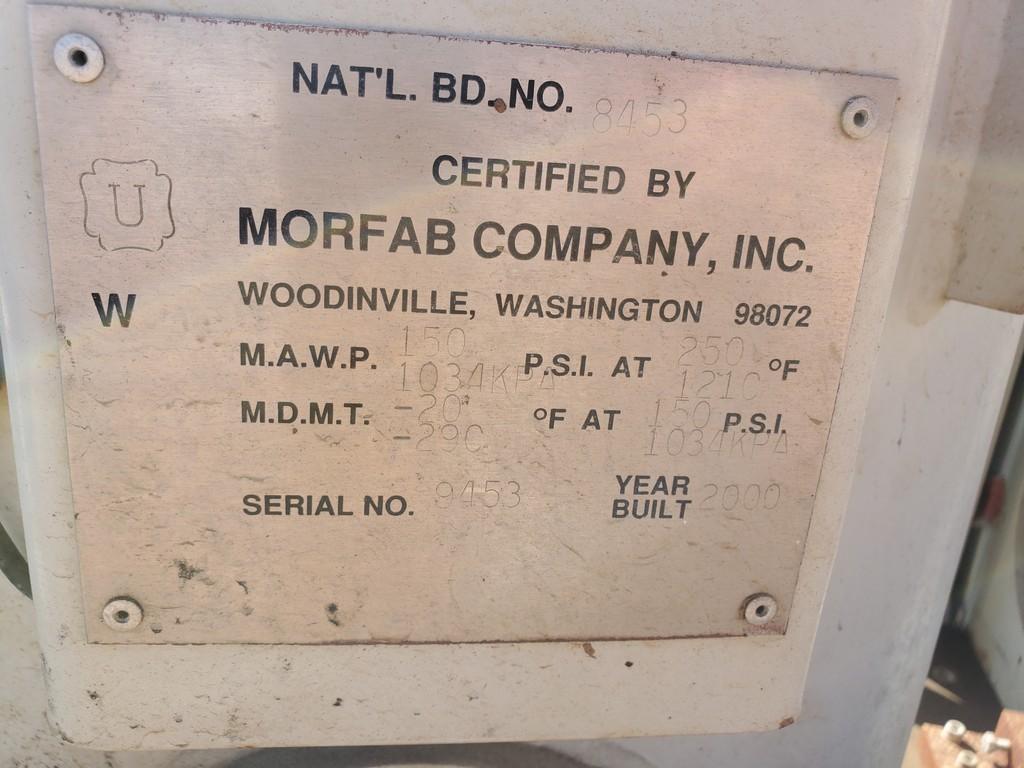 NAT'L. BD. NO. 8453
CERTIFIED BY
U
MORFAB COMPANY, INC.
W
WOODINVILLE, WASHINGTON 98072
M.A.W.P. 150 P.S.I. AT 250 °F
1034KPA 121C
M.D.M.T. -20 °F AT 150 P.S.I.
-29C 1034KPA
SERIAL NO. 9453 YEAR BUILT 2000